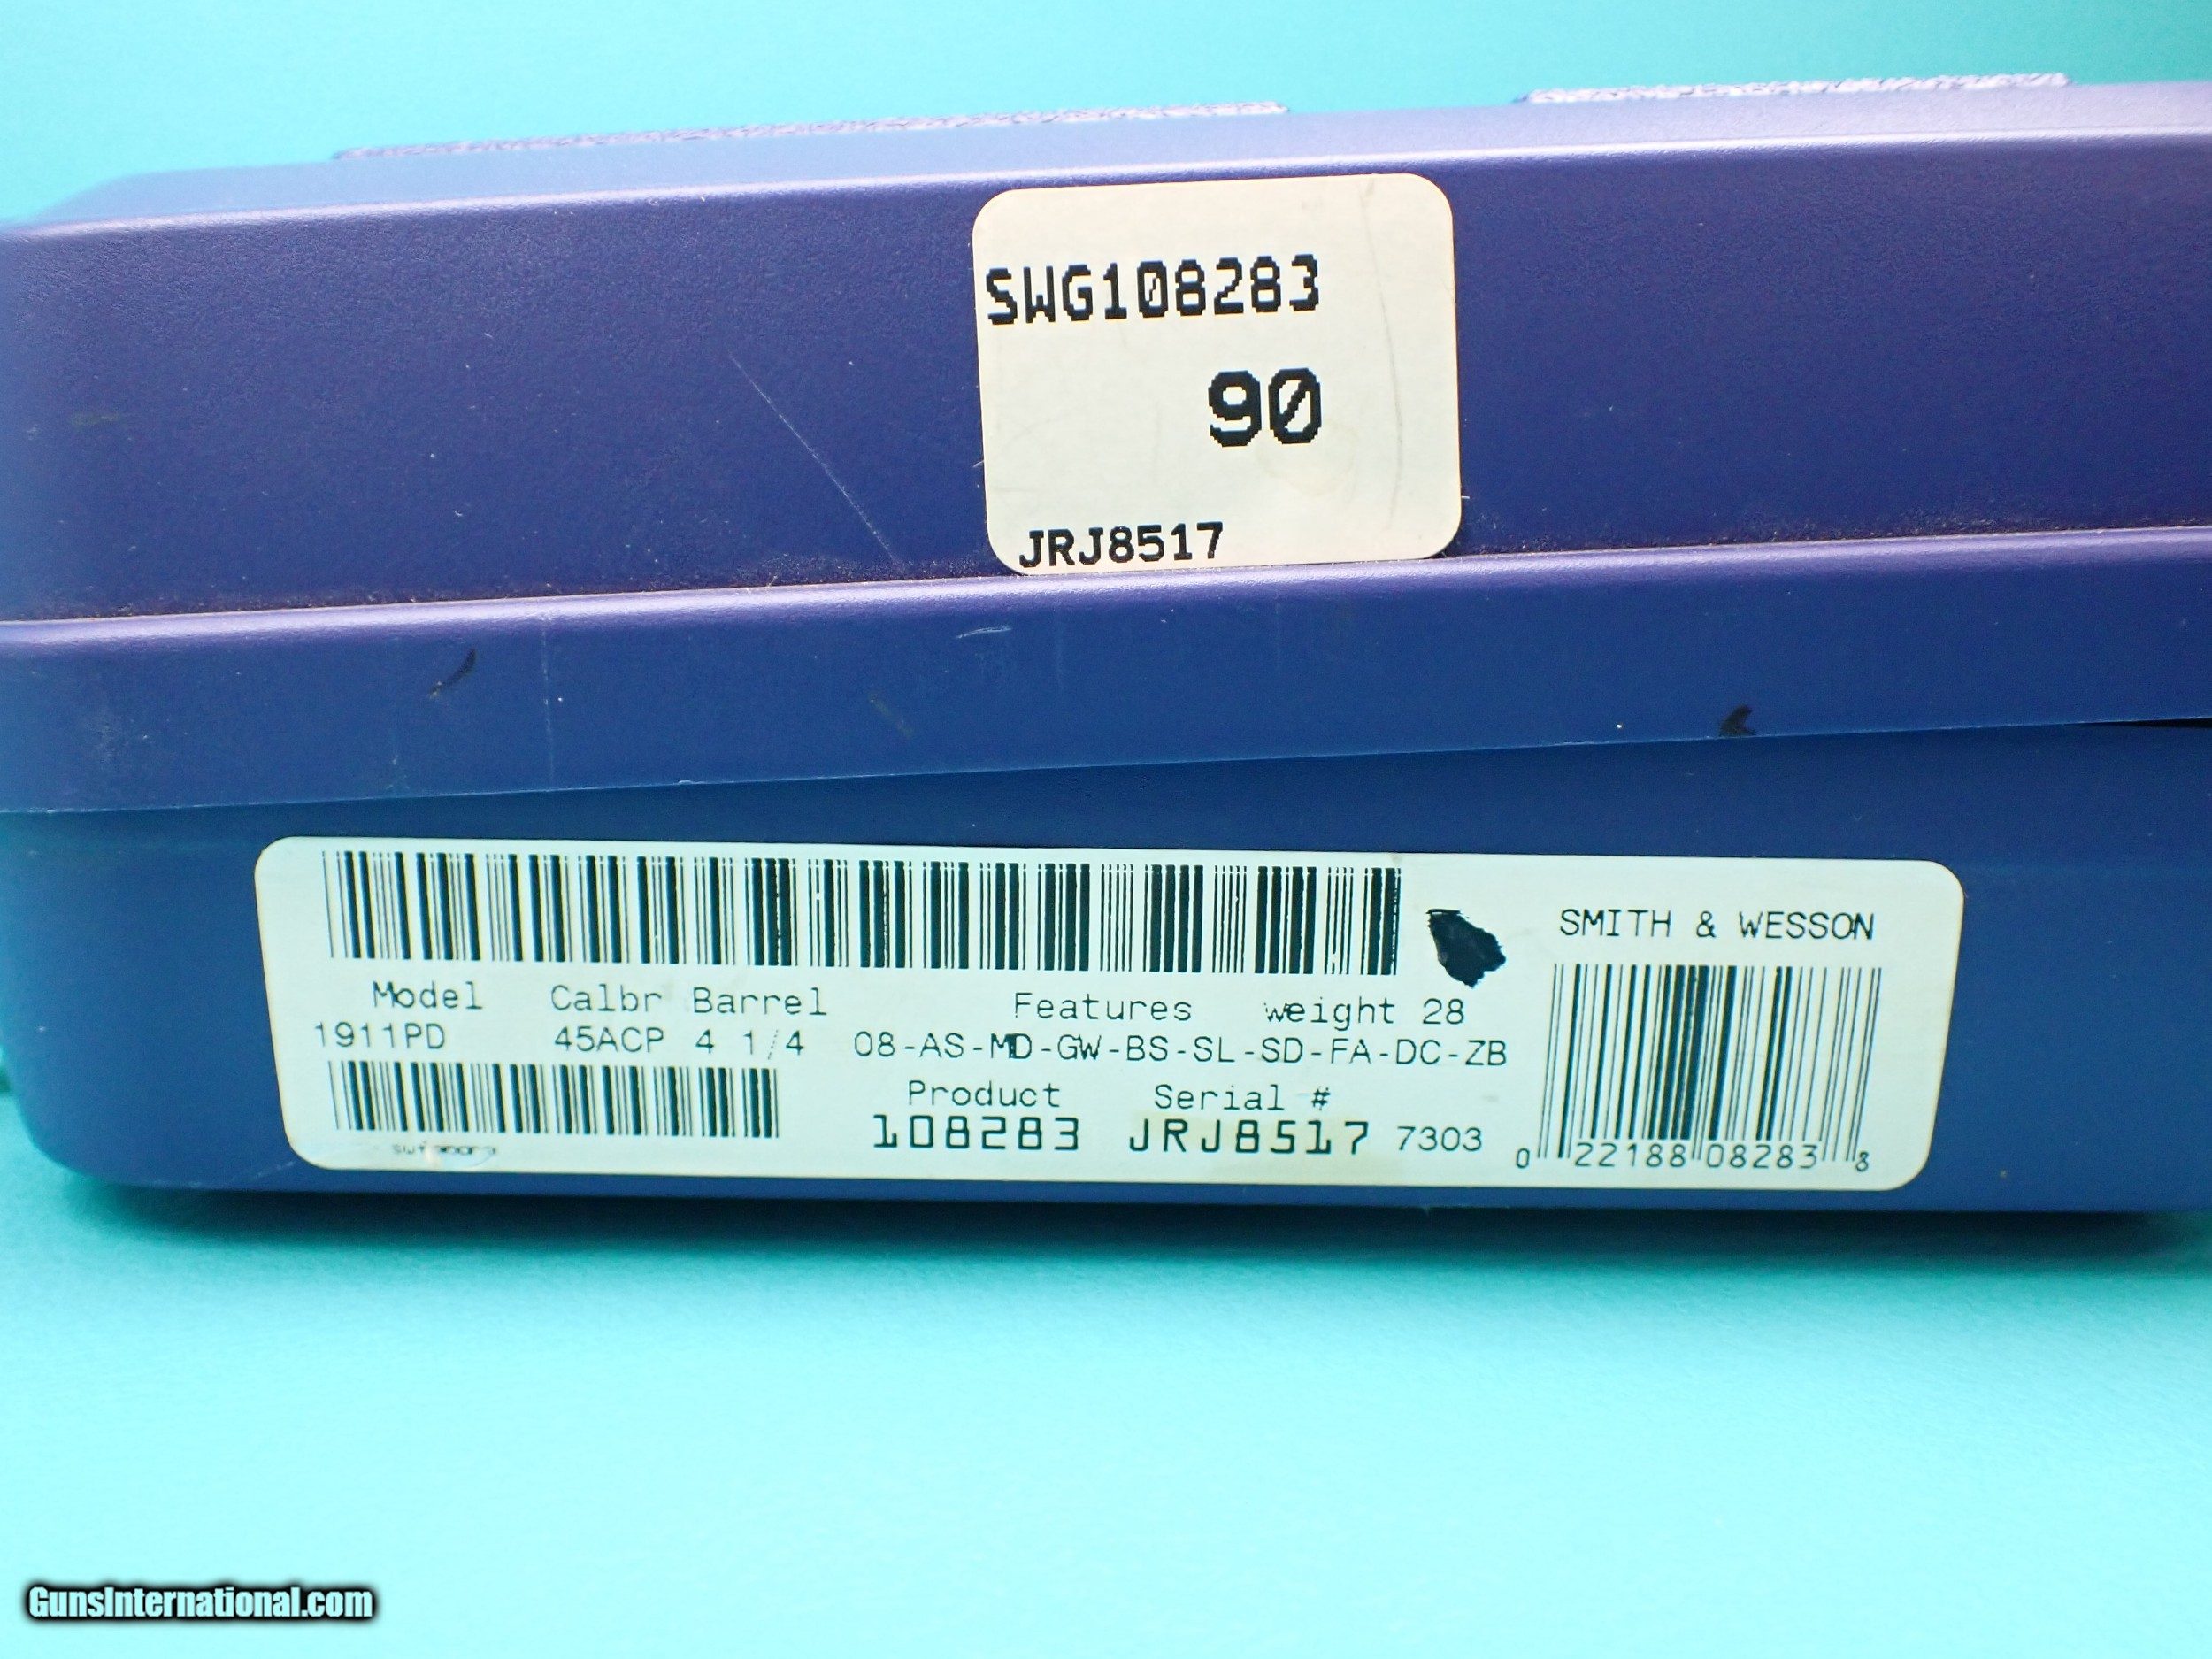 SWG108283
90
JRJ8517
SMITH & WESSON
Model Calbr Barrel Features weight 28
1911PD 45ACP 4 1/4 08-AS-MD-GW-BS-SL-SD-FA-DC-ZB
Product Serial #
108283 JRJ8517 7303
0 22188 08283 8
GunsInternational.com